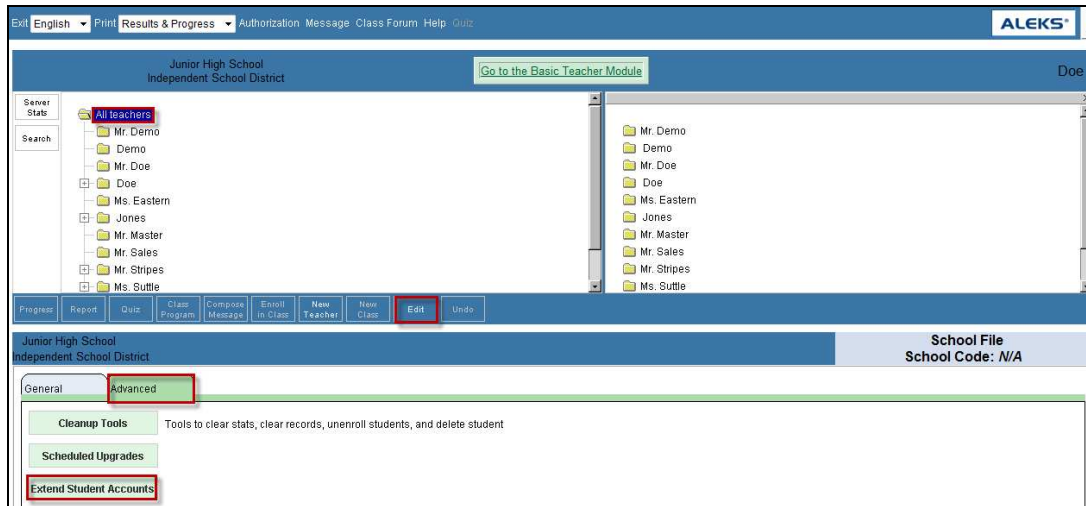 Exit English Print Results & Progress Authorization Message Class Forum Help Quiz
ALEKS®
Junior High School
Independent School District
Go to the Basic Teacher Module
Doe
Server
Stats
Search
All teachers
Mr. Demo
Demo
Mr. Doe
Doe
Ms. Eastern
Jones
Mr. Master
Mr. Sales
Mr. Stripes
Ms. Suttle
Mr. Demo
Demo
Mr. Doe
Doe
Ms. Eastern
Jones
Mr. Master
Mr. Sales
Mr. Stripes
Ms. Suttle
Progress
Report
Quiz
Class
Program
Compose
Message
Enroll
in Class
New
Teacher
New
Class
Edit
Undo
Junior High School
Independent School District
School File
School Code: N/A
General
Advanced
Cleanup Tools
Tools to clear stats, clear records, unenroll students, and delete student
Scheduled Upgrades
Extend Student Accounts